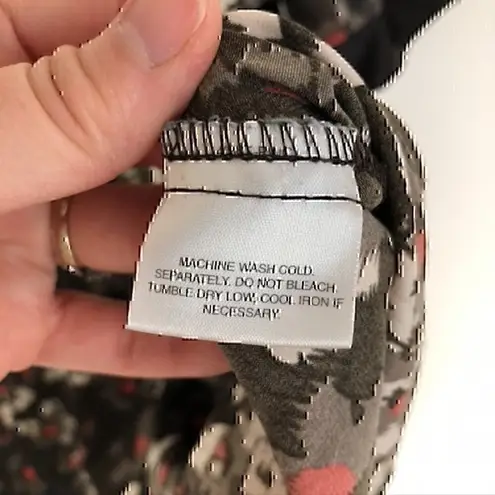 MACHINE WASH COLD.
SEPARATELY. DO NOT BLEACH.
TUMBLE DRY LOW, COOL IRON IF
NECESSARY.